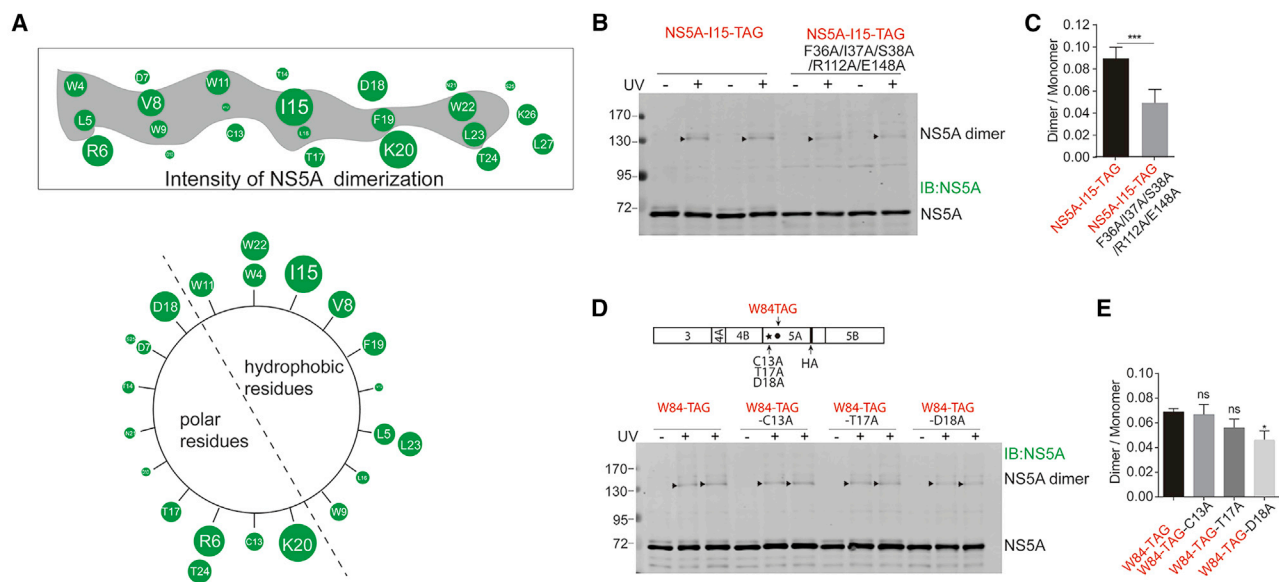 A
W4
D7
W11
T14
D18
N21
S25
V8
I15
W22
K26
L5
W9
C13
L16
F19
L23
L27
R6
T17
K20
T24
Intensity of NS5A dimerization
W22
W11
W4
I15
D18
V8
S25
D7
F19
hydrophobic
residues
T14
polar
residues
L5
L23
N21
L16
T17
W9
R6
C13
K20
T24
B
NS5A-I15-TAG
NS5A-I15-TAG
F36A/I37A/S38A
/R112A/E148A
UV - + - + - + - +
170-
130-
NS5A dimer
95-
IB:NS5A
72-
NS5A
C
***
Dimer / Monomer
0.10
0.08
0.06
0.04
0.02
0.00
NS5A-I15-TAG
NS5A-I15-TAG
F36A/I37A/S38A
/R112A/E148A
D
W84TAG
3 4A 4B 5A 5B
C13A
T17A
D18A
HA
W84-TAG W84-TAG W84-TAG W84-TAG
-C13A -T17A -D18A
UV - + + - + + - + + - + +
IB:NS5A
170-
NS5A dimer
130-
95-
72-
NS5A
E
ns
ns
*
Dimer / Monomer
0.10
0.08
0.06
0.04
0.02
0.00
W84-TAG
W84-TAG-C13A
W84-TAG-T17A
W84-TAG-D18A